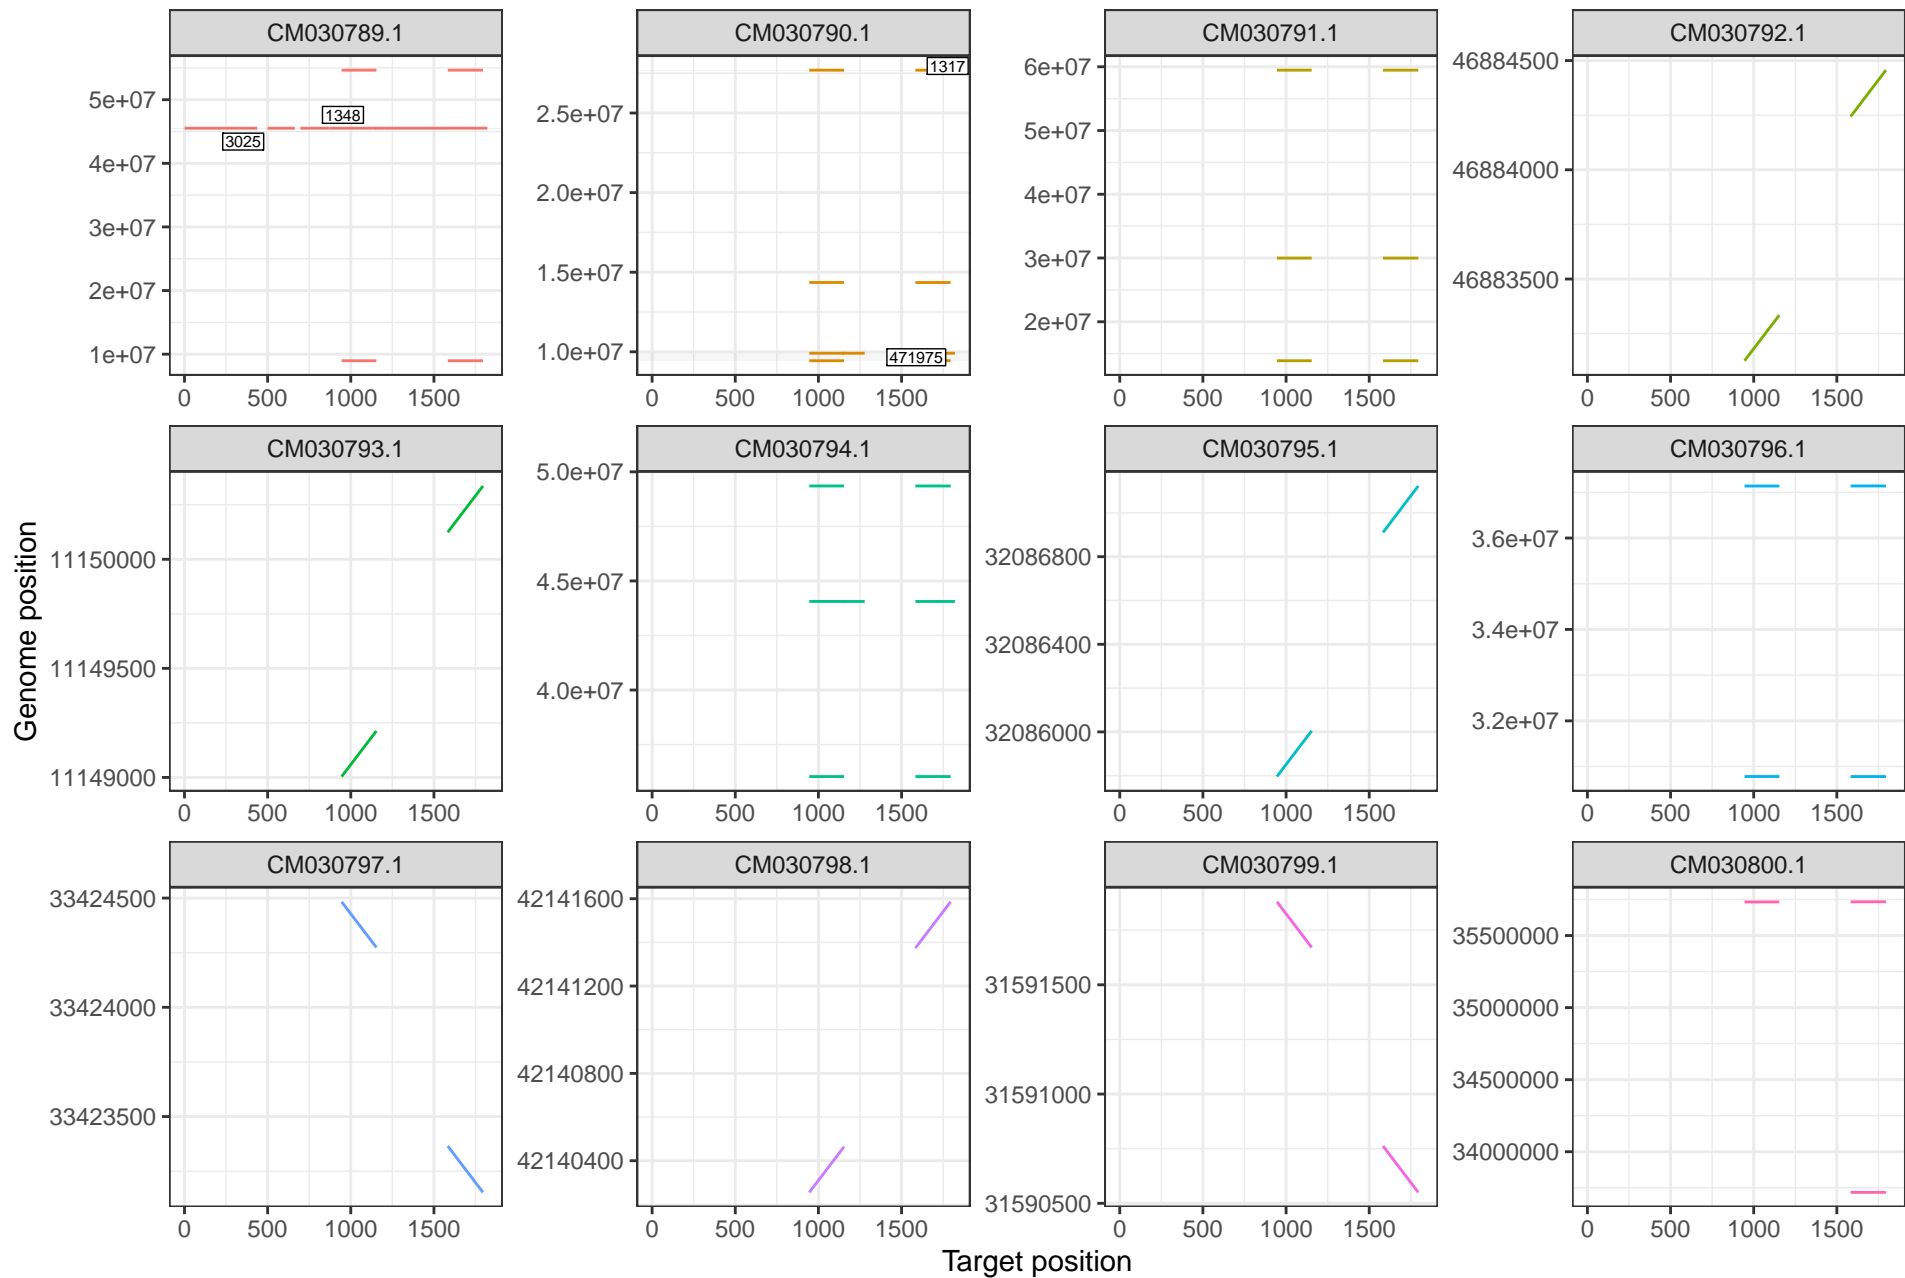 CM030789.1 CM030790.1 CM030791.1 CM030792.1
5e+07
4e+07
3e+07
2e+07
1e+07
1348
3025
0 500 1000 1500
2.5e+07
2.0e+07
1.5e+07
1.0e+07
1317
471975
0 500 1000 1500
6e+07
5e+07
4e+07
3e+07
2e+07
0 500 1000 1500
46884500
46884000
46883500
0 500 1000 1500
CM030793.1 CM030794.1 CM030795.1 CM030796.1
Genome position
11150000
11149500
11149000
0 500 1000 1500
5.0e+07
4.5e+07
4.0e+07
0 500 1000 1500
32086800
32086400
32086000
0 500 1000 1500
3.6e+07
3.4e+07
3.2e+07
0 500 1000 1500
CM030797.1 CM030798.1 CM030799.1 CM030800.1
33424500
33424000
33423500
0 500 1000 1500
42141600
42141200
42140800
42140400
0 500 1000 1500
31591500
31591000
31590500
0 500 1000 1500
35500000
35000000
34500000
34000000
0 500 1000 1500
Target position